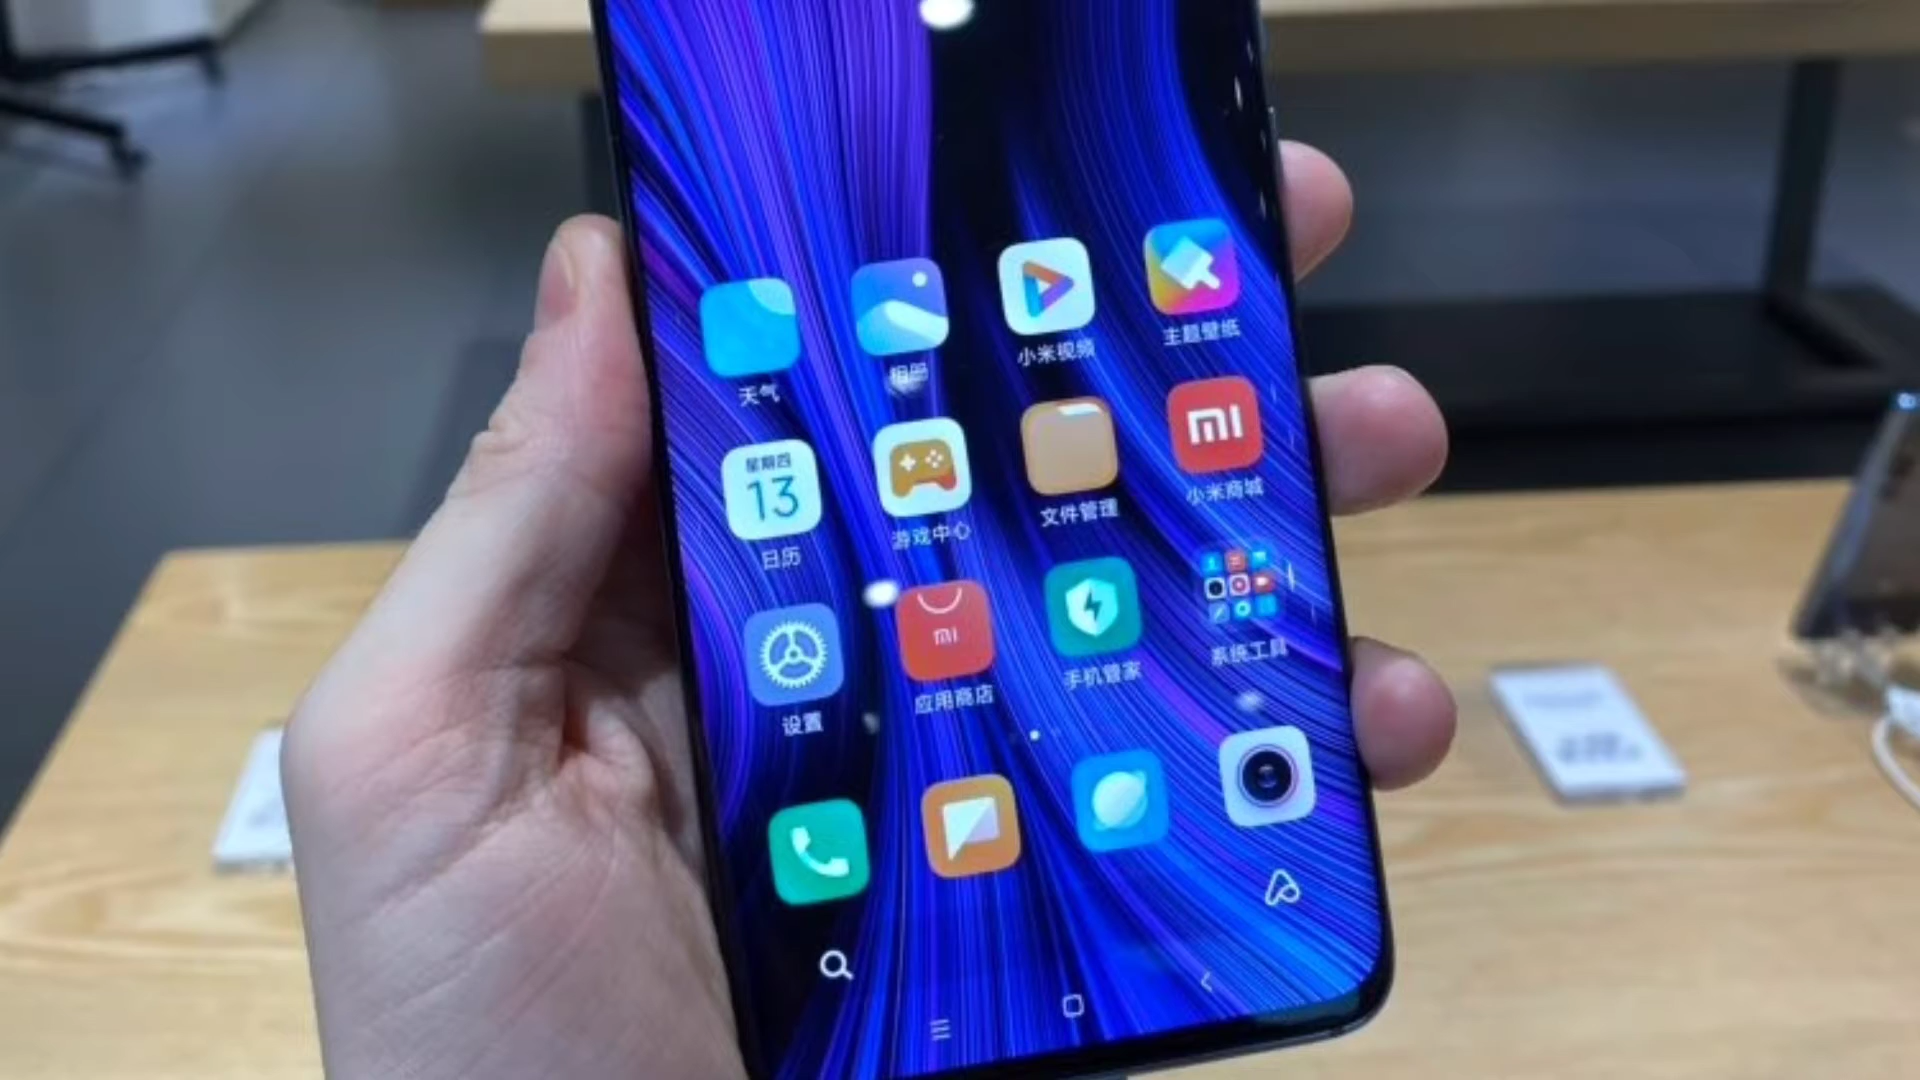 天气
相册
小米视频
主题壁纸
星期四
13
日历
游戏中心
文件管理
mi
小米商城
设置
mi
应用商店
手机管家
系统工具